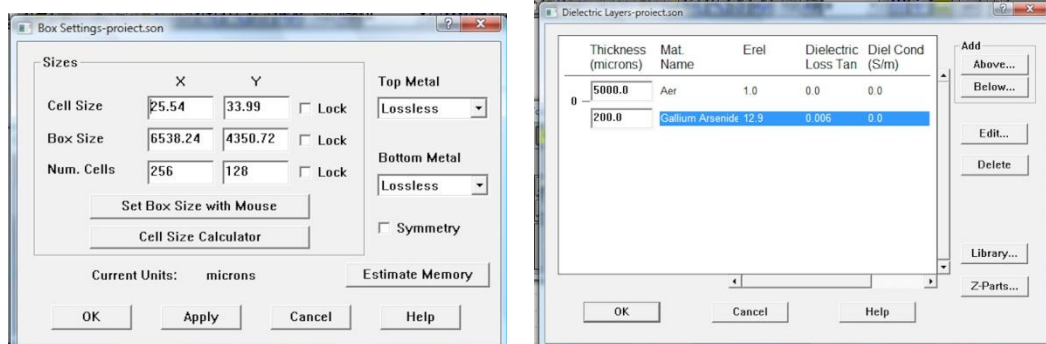 Box Settings-proiect.son
Sizes
X Y
Cell Size 25.54 33.99 Lock
Box Size 6538.24 4350.72 Lock
Num. Cells 256 128 Lock
Set Box Size with Mouse
Cell Size Calculator
Top Metal
Lossless
Bottom Metal
Lossless
Symmetry
Current Units: microns
Estimate Memory
OK Apply Cancel Help
Dielectric Layers-proiect.son
Thickness Mat. Erel Dielectric Diel Cond
(microns) Name Loss Tan (S/m)
5000.0 Aer 1.0 0.0 0.0
0
200.0 Gallium Arsenide 12.9 0.006 0.0
Add
Above...
Below...
Edit...
Delete
Library...
Z-Parts...
OK Cancel Help